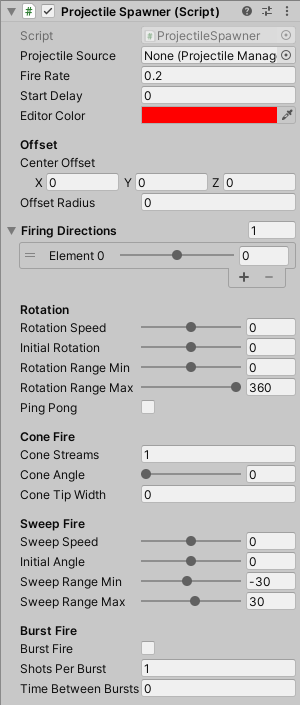 # Projectile Spawner (Script)
Script # ProjectileSpawner
Projectile Source None (Projectile Manag
Fire Rate 0.2
Start Delay 0
Editor Color
Offset
Center Offset
X 0 Y 0 Z 0
Offset Radius 0
Firing Directions 1
Element 0 0
+ −
Rotation
Rotation Speed 0
Initial Rotation 0
Rotation Range Min 0
Rotation Range Max 360
Ping Pong
Cone Fire
Cone Streams 1
Cone Angle 0
Cone Tip Width 0
Sweep Fire
Sweep Speed 0
Initial Angle 0
Sweep Range Min -30
Sweep Range Max 30
Burst Fire
Burst Fire
Shots Per Burst 1
Time Between Bursts 0